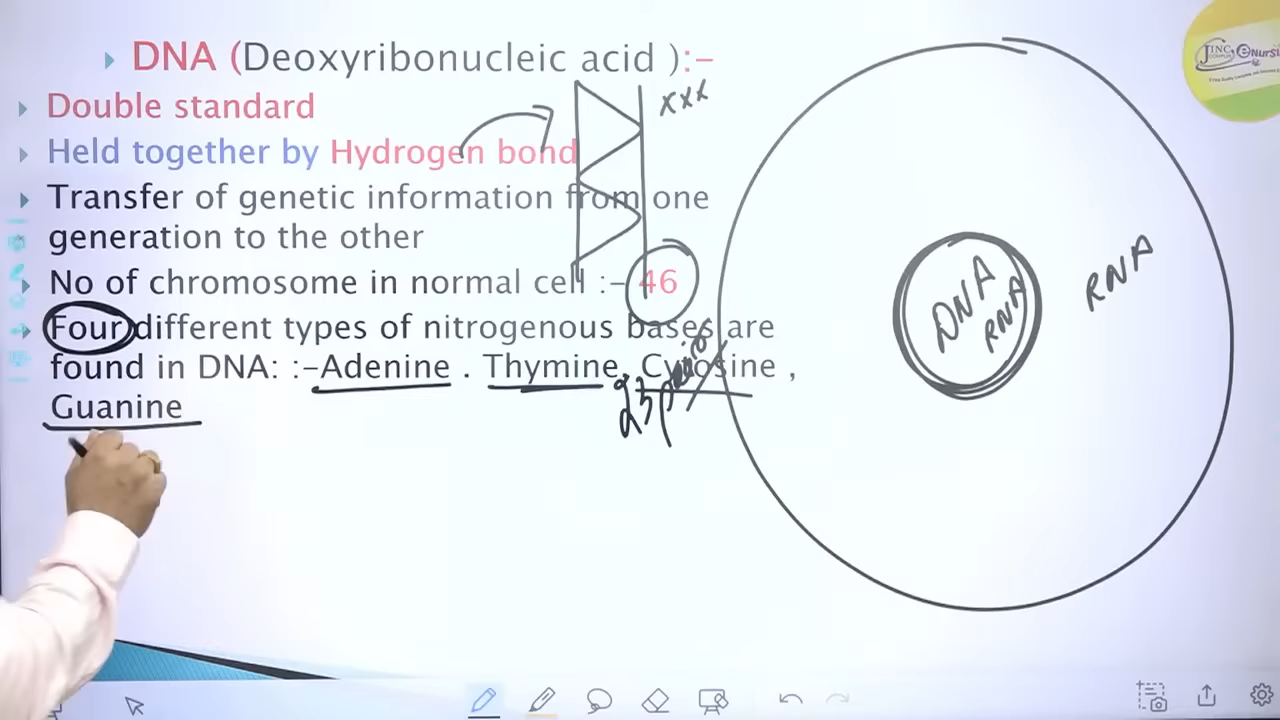 DNA (Deoxyribonucleic acid ):-
Double standard
Held together by Hydrogen bond
xxx
Transfer of genetic information from one
generation to the other
No of chromosome in normal cell :- 46
Four different types of nitrogenous bases are
found in DNA: :-Adenine . Thymine, Cytosine ,
Guanine
23 pair
DNA
RNA
RNA
JINC
eNursi